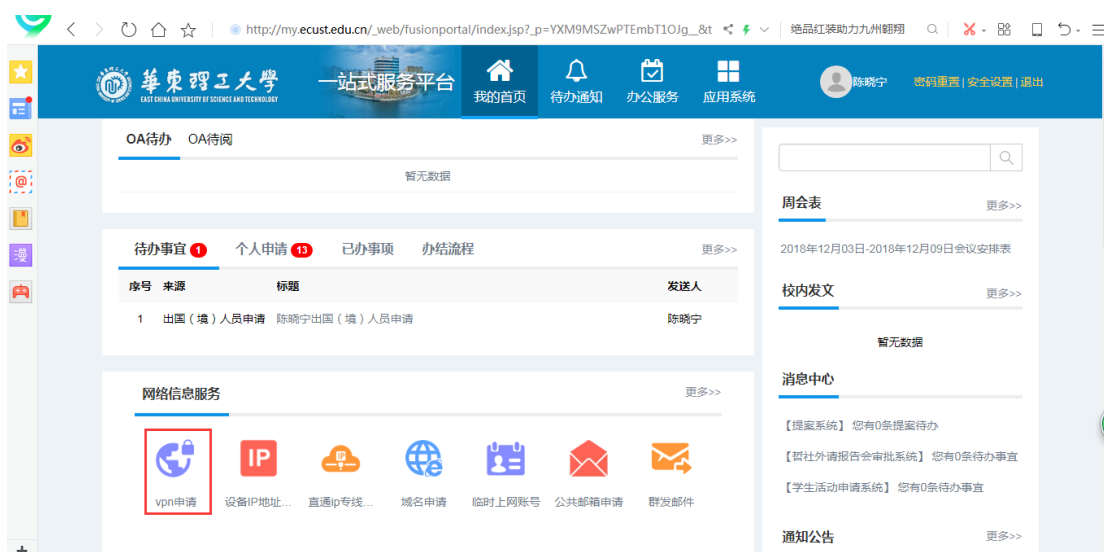 http://my.ecust.edu.cn/_web/fusionportal/index.jsp?_p=YXM9MSZwPTEmbT1OJg__&t
绝品红装助力九州翱翔
華東理工大學
EAST CHINA UNIVERSITY OF SCIENCE AND TECHNOLOGY
一站式服务平台
我的首页
待办通知
办公服务
应用系统
陈晓宁
密码重置|安全设置|退出
OA待办 OA待阅 更多>>
暂无数据
待办事宜 1 个人申请 13 已办事项 办结流程 更多>>
序号 来源 标题 发送人
1 出国（境）人员申请 陈晓宁出国（境）人员申请 陈晓宁
网络信息服务 更多>>
IP
vpn申请 设备IP地址... 直通ip专线... 域名申请 临时上网账号 公共邮箱申请 群发邮件
周会表 更多>>
2018年12月03日-2018年12月09日会议安排表
校内发文 更多>>
暂无数据
消息中心
【提案系统】 您有0条提案待办
【哲社外请报告会审批系统】 您有0条待办事宜
【学生活动申请系统】 您有0条待办事宜
通知公告 更多>>
漫